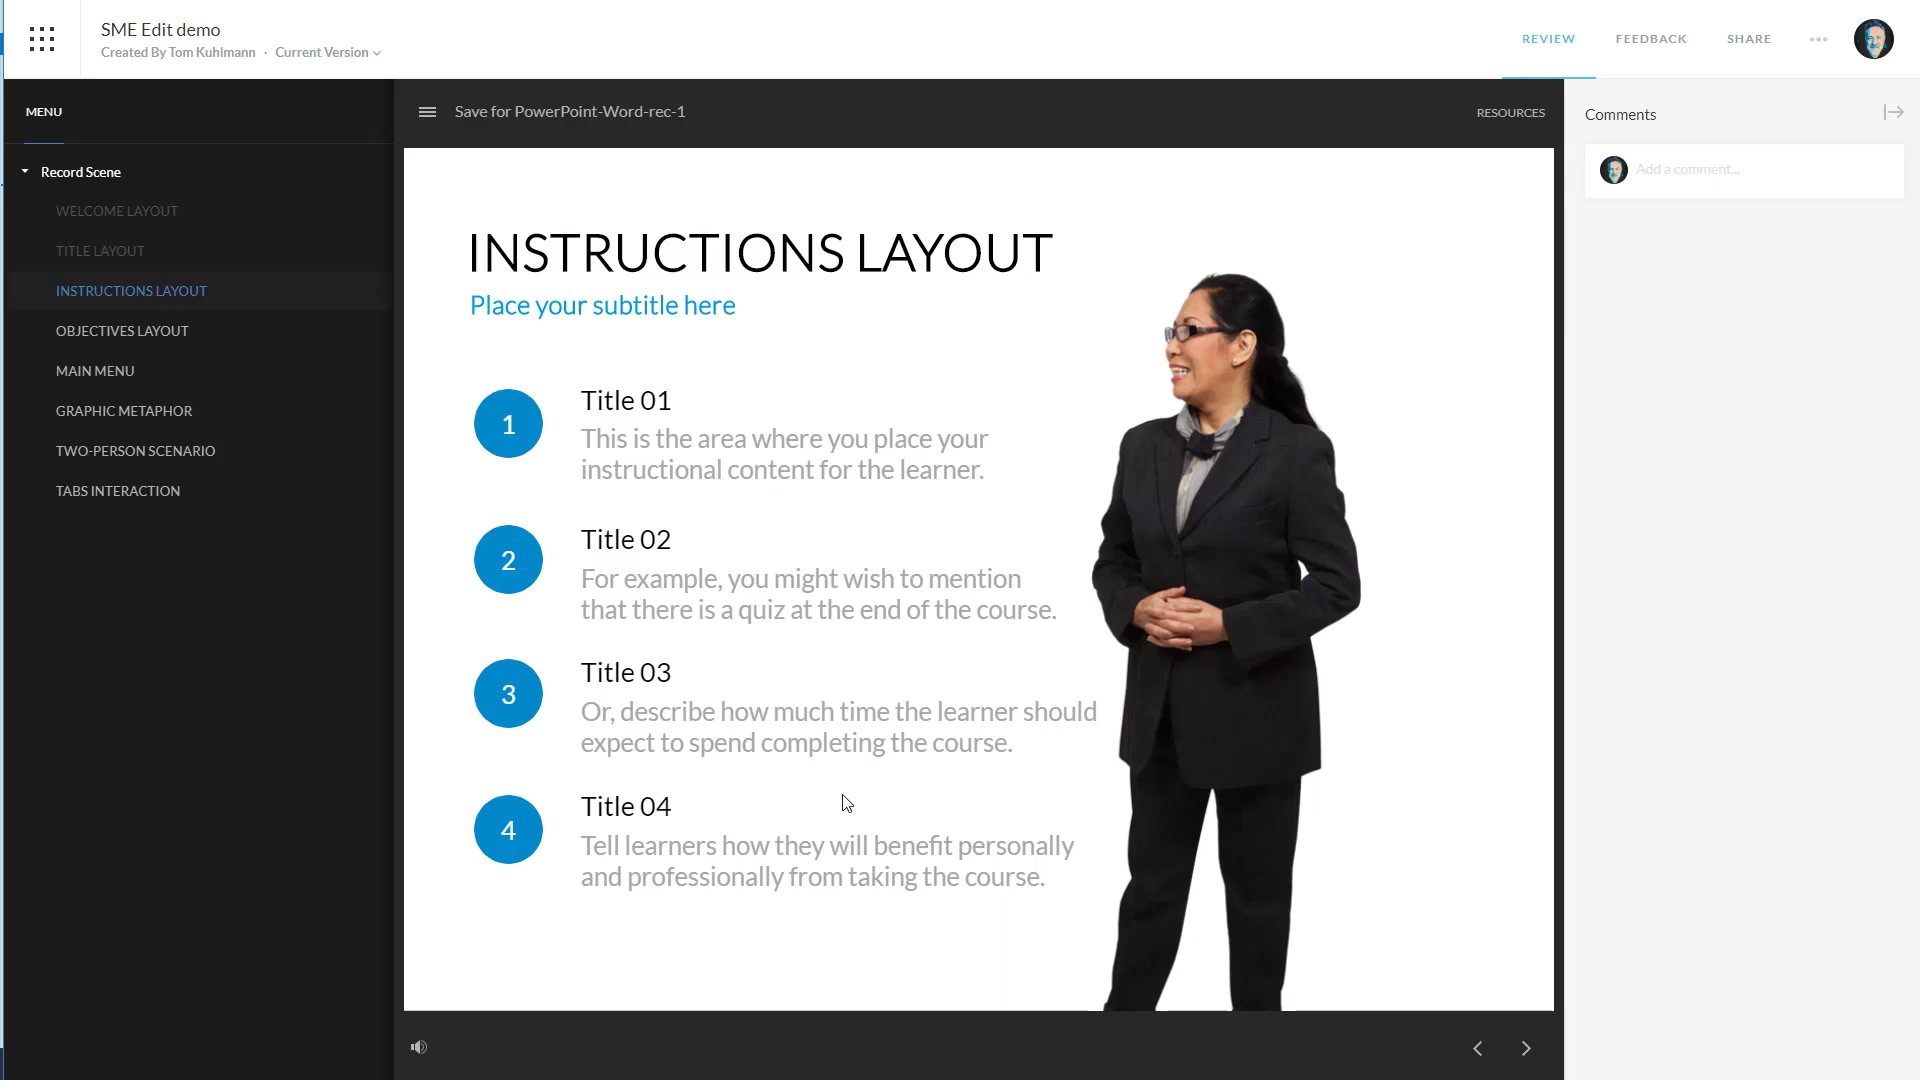 SME Edit demo
Created By Tom Kuhlmann · Current Version
REVIEW
FEEDBACK
SHARE
MENU
Record Scene
WELCOME LAYOUT
TITLE LAYOUT
INSTRUCTIONS LAYOUT
OBJECTIVES LAYOUT
MAIN MENU
GRAPHIC METAPHOR
TWO-PERSON SCENARIO
TABS INTERACTION
Save for PowerPoint-Word-rec-1
RESOURCES
INSTRUCTIONS LAYOUT
Place your subtitle here
1
Title 01
This is the area where you place your
instructional content for the learner.
2
Title 02
For example, you might wish to mention
that there is a quiz at the end of the course.
3
Title 03
Or, describe how much time the learner should
expect to spend completing the course.
4
Title 04
Tell learners how they will benefit personally
and professionally from taking the course.
Comments
Add a comment...